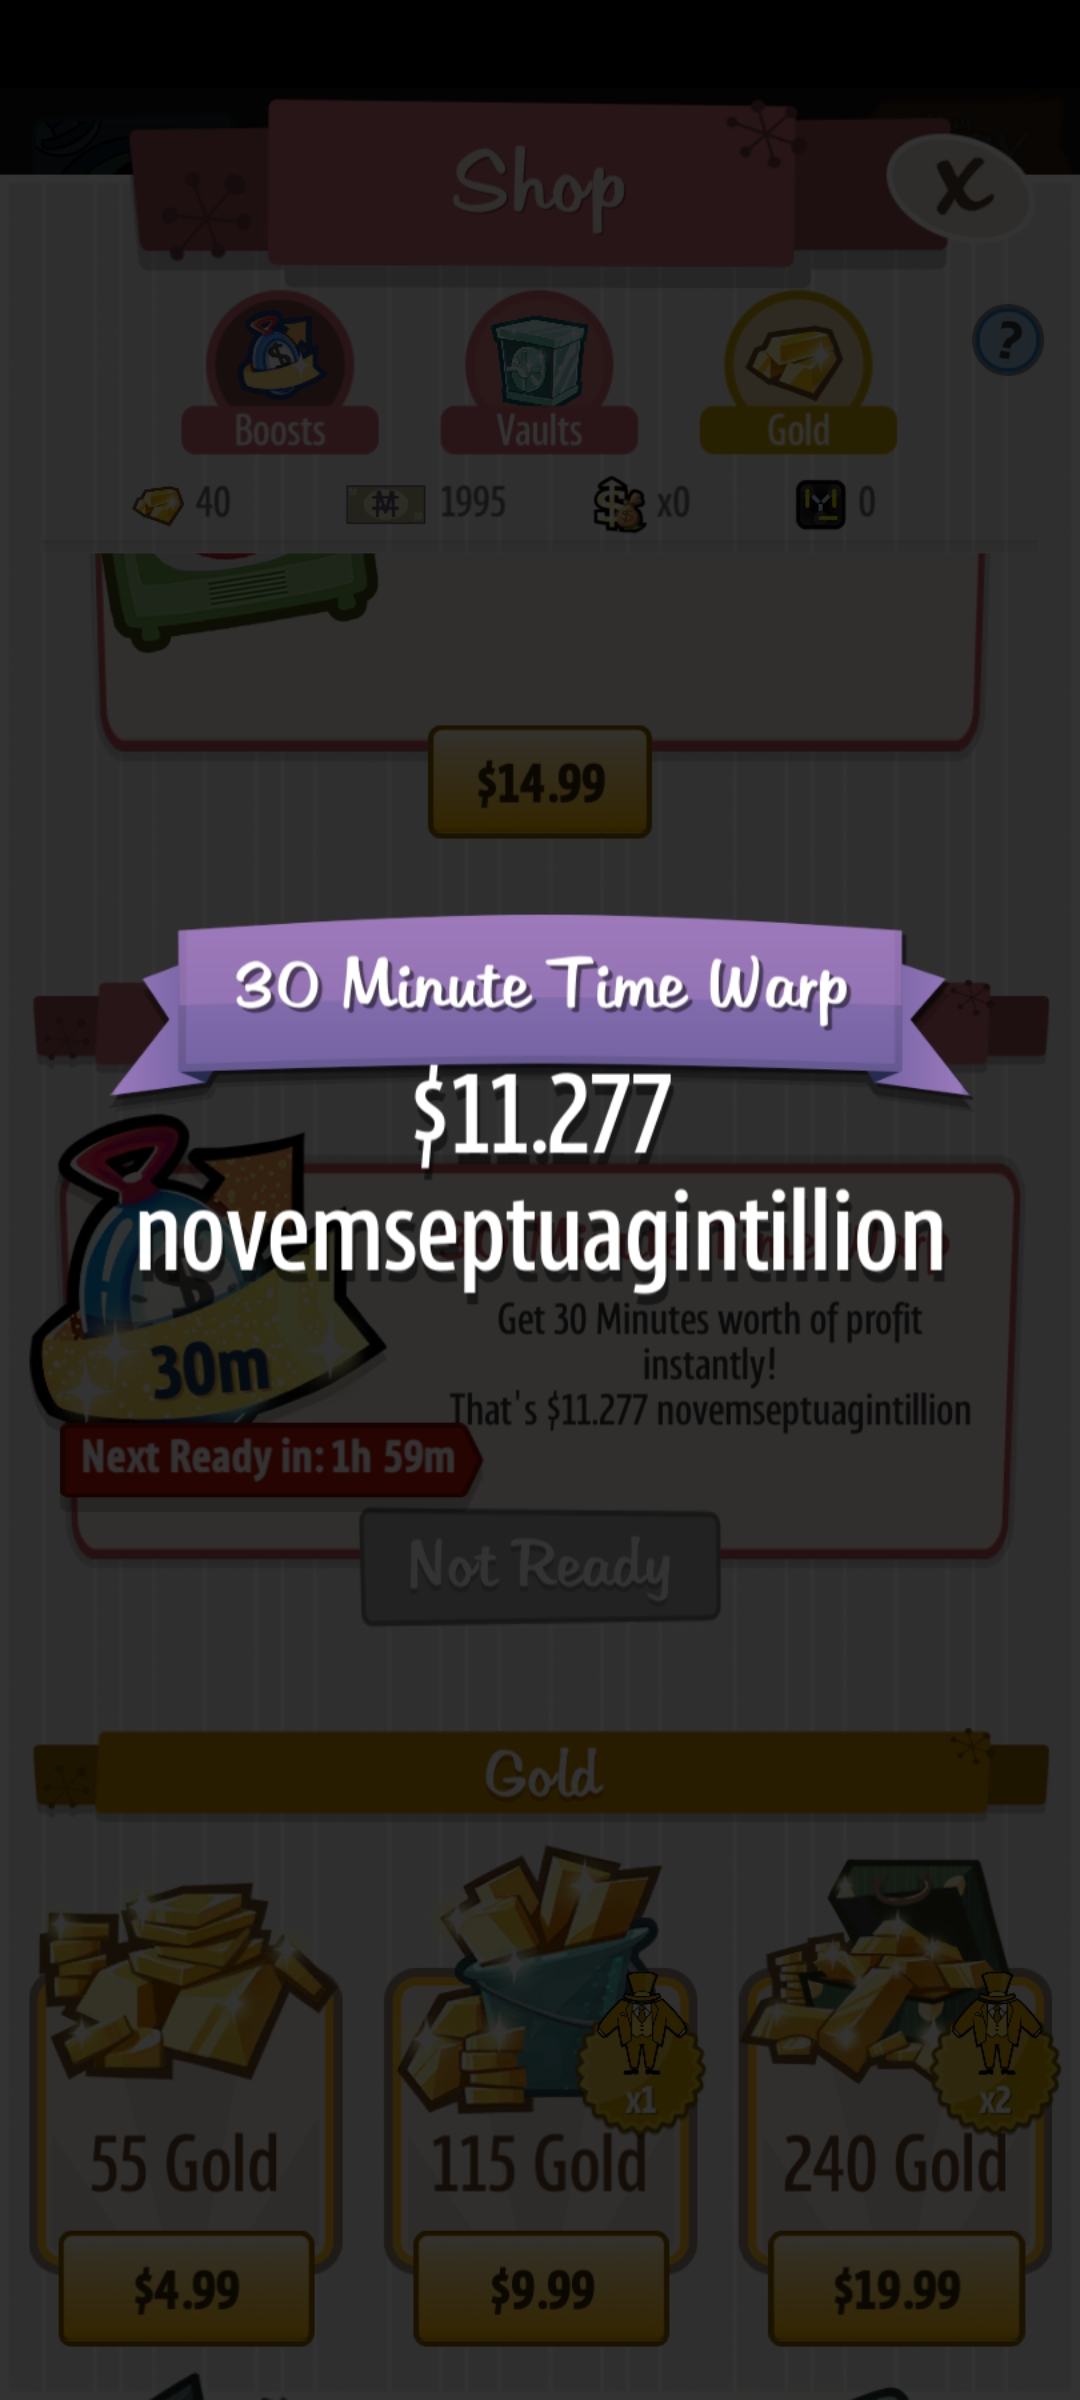 Shop
X
?
Boosts
Vaults
Gold
40
1995
x0
0
$14.99
30 Minute Time Warp
$11.277
novemseptuagintillion
Get 30 Minutes worth of profit
instantly!
That's $11.277 novemseptuagintillion
30m
Next Ready in: 1h 59m
Not Ready
Gold
x1
x2
55 Gold
115 Gold
240 Gold
$4.99
$9.99
$19.99